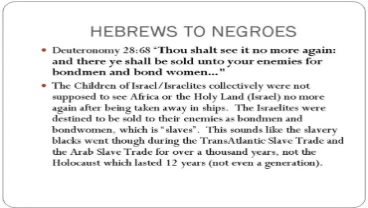 HEBREWS TO NEGROES
• Deuteronomy 28:68 "Thou shalt see it no more again:
and there ye shall be sold unto your enemies for
bondmen and bond women..."
• The Children of Israel/Israelites collectively were not
supposed to see Africa or the Holy Land (Israel) no more
again after being taken away in ships. The Israelites were
destined to be sold to their enemies as bondmen and
bondwomen, which is "slaves". This sounds like the slavery
blacks went though during the TransAtlantic Slave Trade and
the Arab Slave Trade for over a thousand years, not the
Holocaust which lasted 12 years (not even a generation).